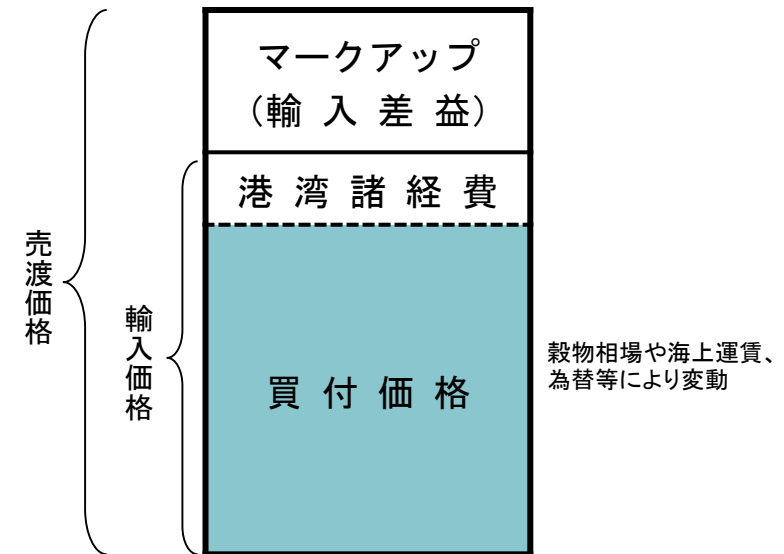 マークアップ
（輸入差益）
港湾諸経費
売渡価格
輸入価格
買付価格
穀物相場や海上運賃、
為替等により変動